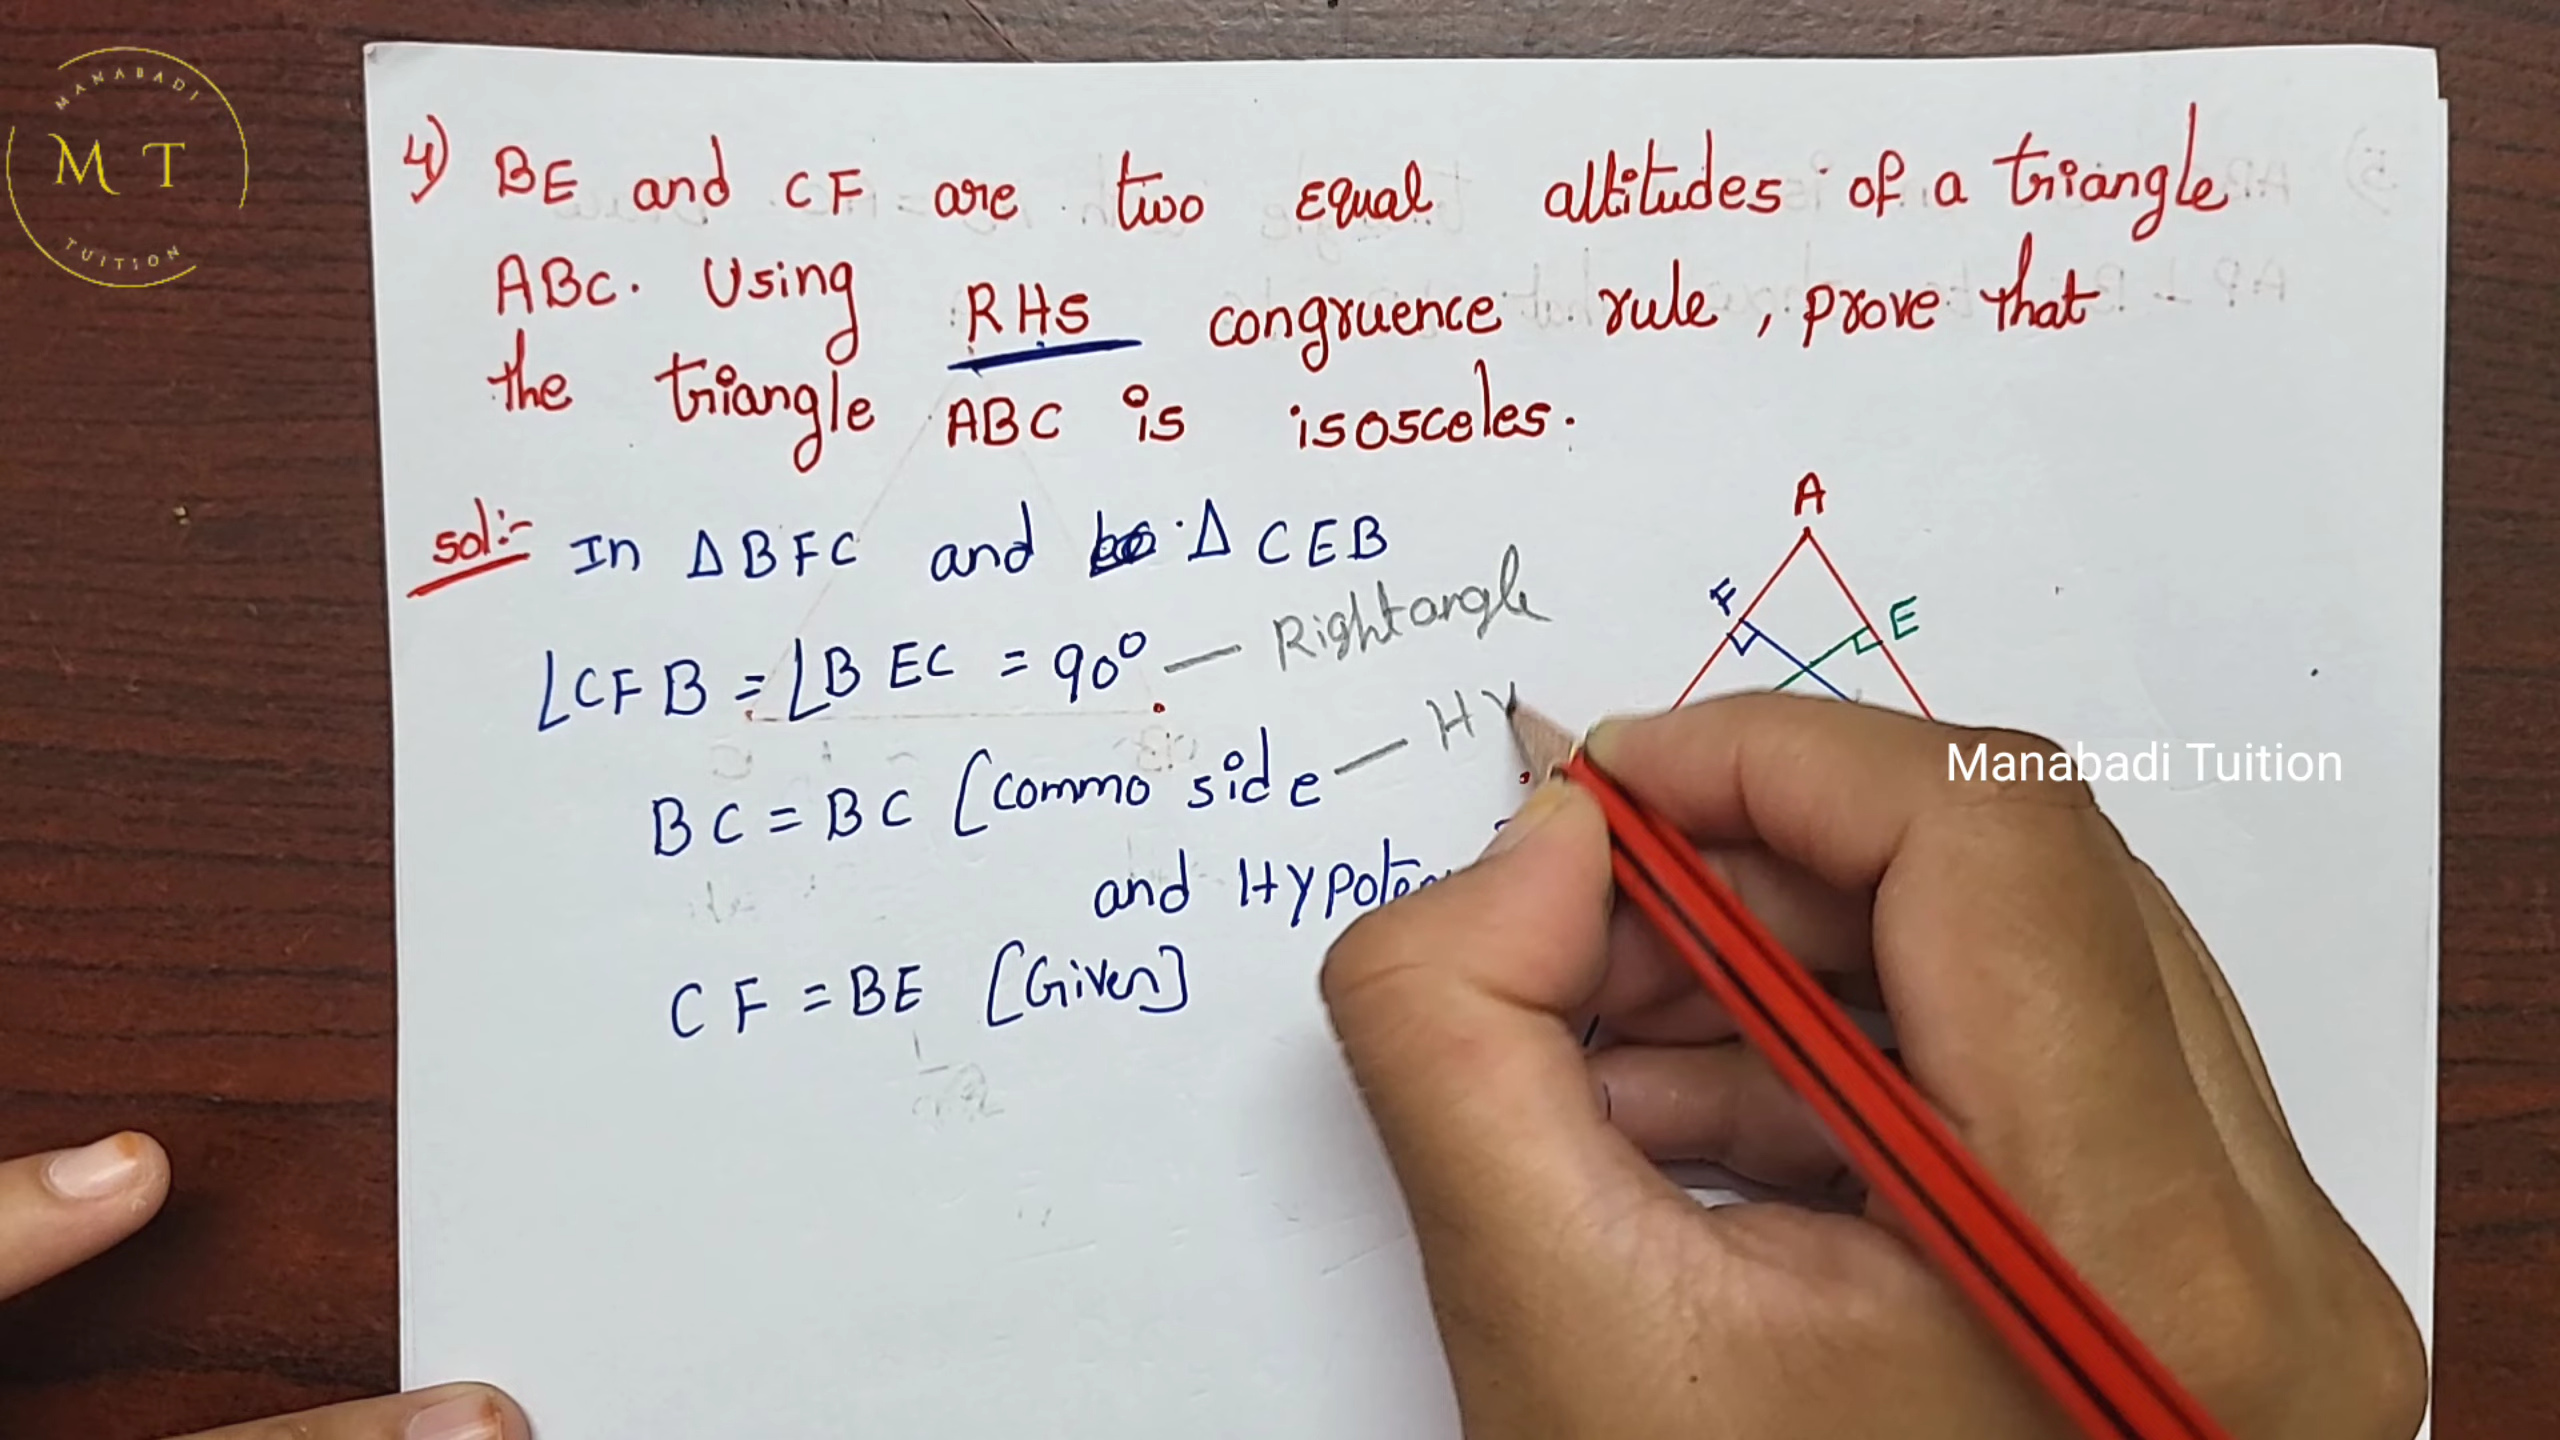 MANABADI
M T
TUITION
4) BE and CF are two equal altitudes of a triangle
ABC. Using RHS congruence rule, prove that
the triangle ABC is isosceles.
Sol:- In ΔBFC and ΔCEB
∠CFB = ∠BEC = 90° — Right angle
BC = BC [Commo side — HY
and Hypoten
CF = BE [Given]
A
F
E
Manabadi Tuition